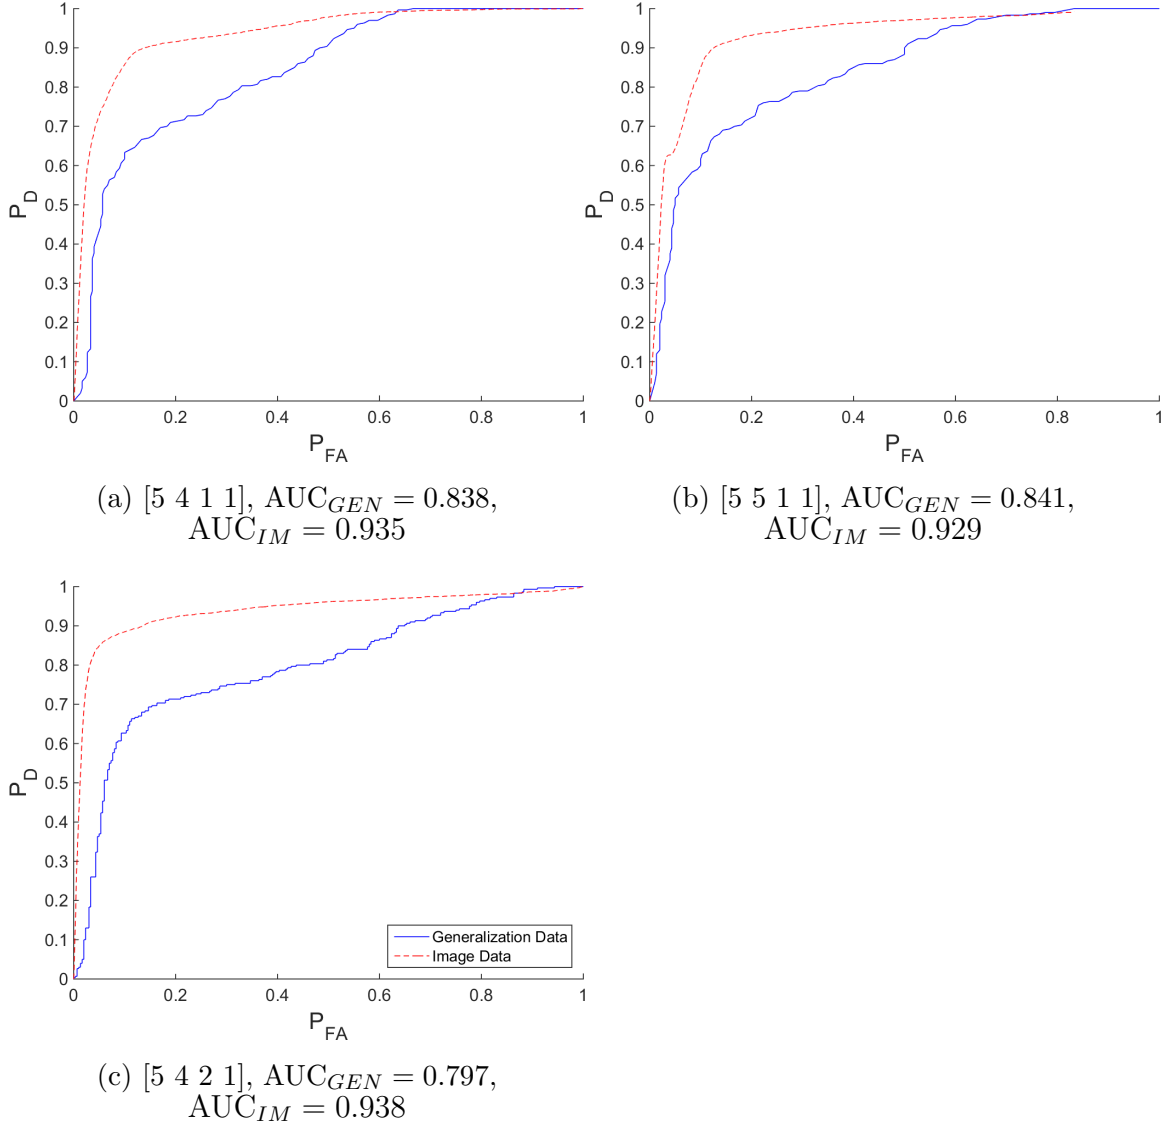 1
0.9
0.8
0.7
0.6
0.5
0.4
0.3
0.2
0.1
0
P_D
0 0.2 0.4 0.6 0.8 1
P_FA
(a) [5 4 1 1], AUC_GEN = 0.838,
AUC_IM = 0.935
1
0.9
0.8
0.7
0.6
0.5
0.4
0.3
0.2
0.1
0
P_D
0 0.2 0.4 0.6 0.8 1
P_FA
(b) [5 5 1 1], AUC_GEN = 0.841,
AUC_IM = 0.929
1
0.9
0.8
0.7
0.6
0.5
0.4
0.3
0.2
0.1
0
P_D
Generalization Data
Image Data
0 0.2 0.4 0.6 0.8 1
P_FA
(c) [5 4 2 1], AUC_GEN = 0.797,
AUC_IM = 0.938